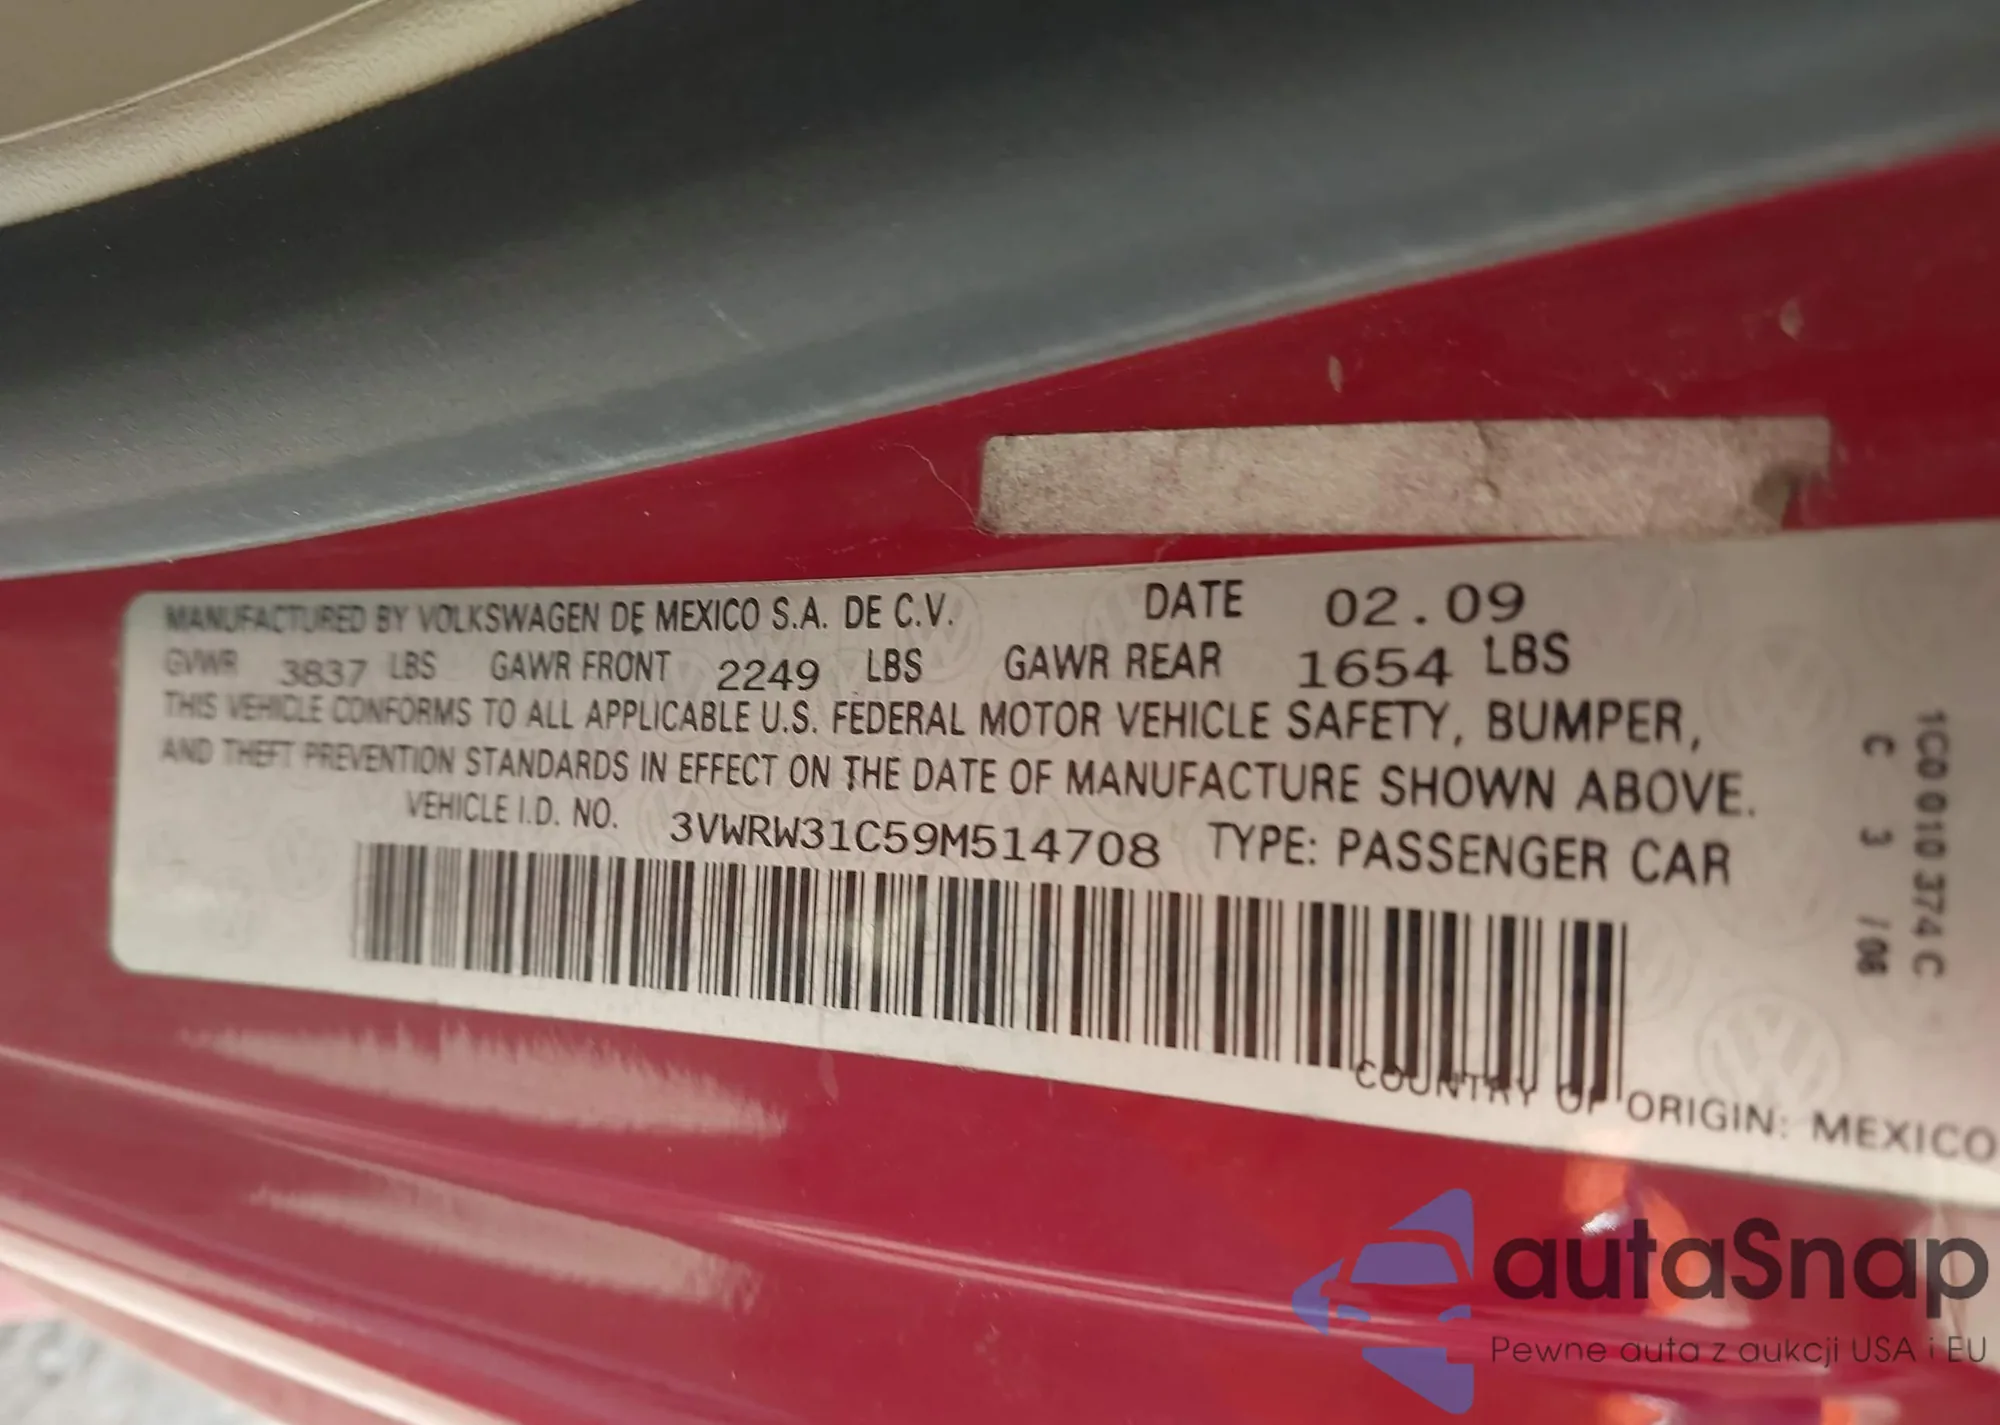 MANUFACTURED BY VOLKSWAGEN DE MEXICO S.A. DE C.V. DATE 02.09
GVWR 3837 LBS GAWR FRONT 2249 LBS GAWR REAR 1654 LBS
THIS VEHICLE CONFORMS TO ALL APPLICABLE U.S. FEDERAL MOTOR VEHICLE SAFETY, BUMPER,
AND THEFT PREVENTION STANDARDS IN EFFECT ON THE DATE OF MANUFACTURE SHOWN ABOVE.
VEHICLE I.D. NO. 3VWRW31C59M514708 TYPE: PASSENGER CAR
COUNTRY OF ORIGIN: MEXICO
1C0 010 374 C
C 3 /08
autaSnap
Pewne auta z aukcji USA i EU